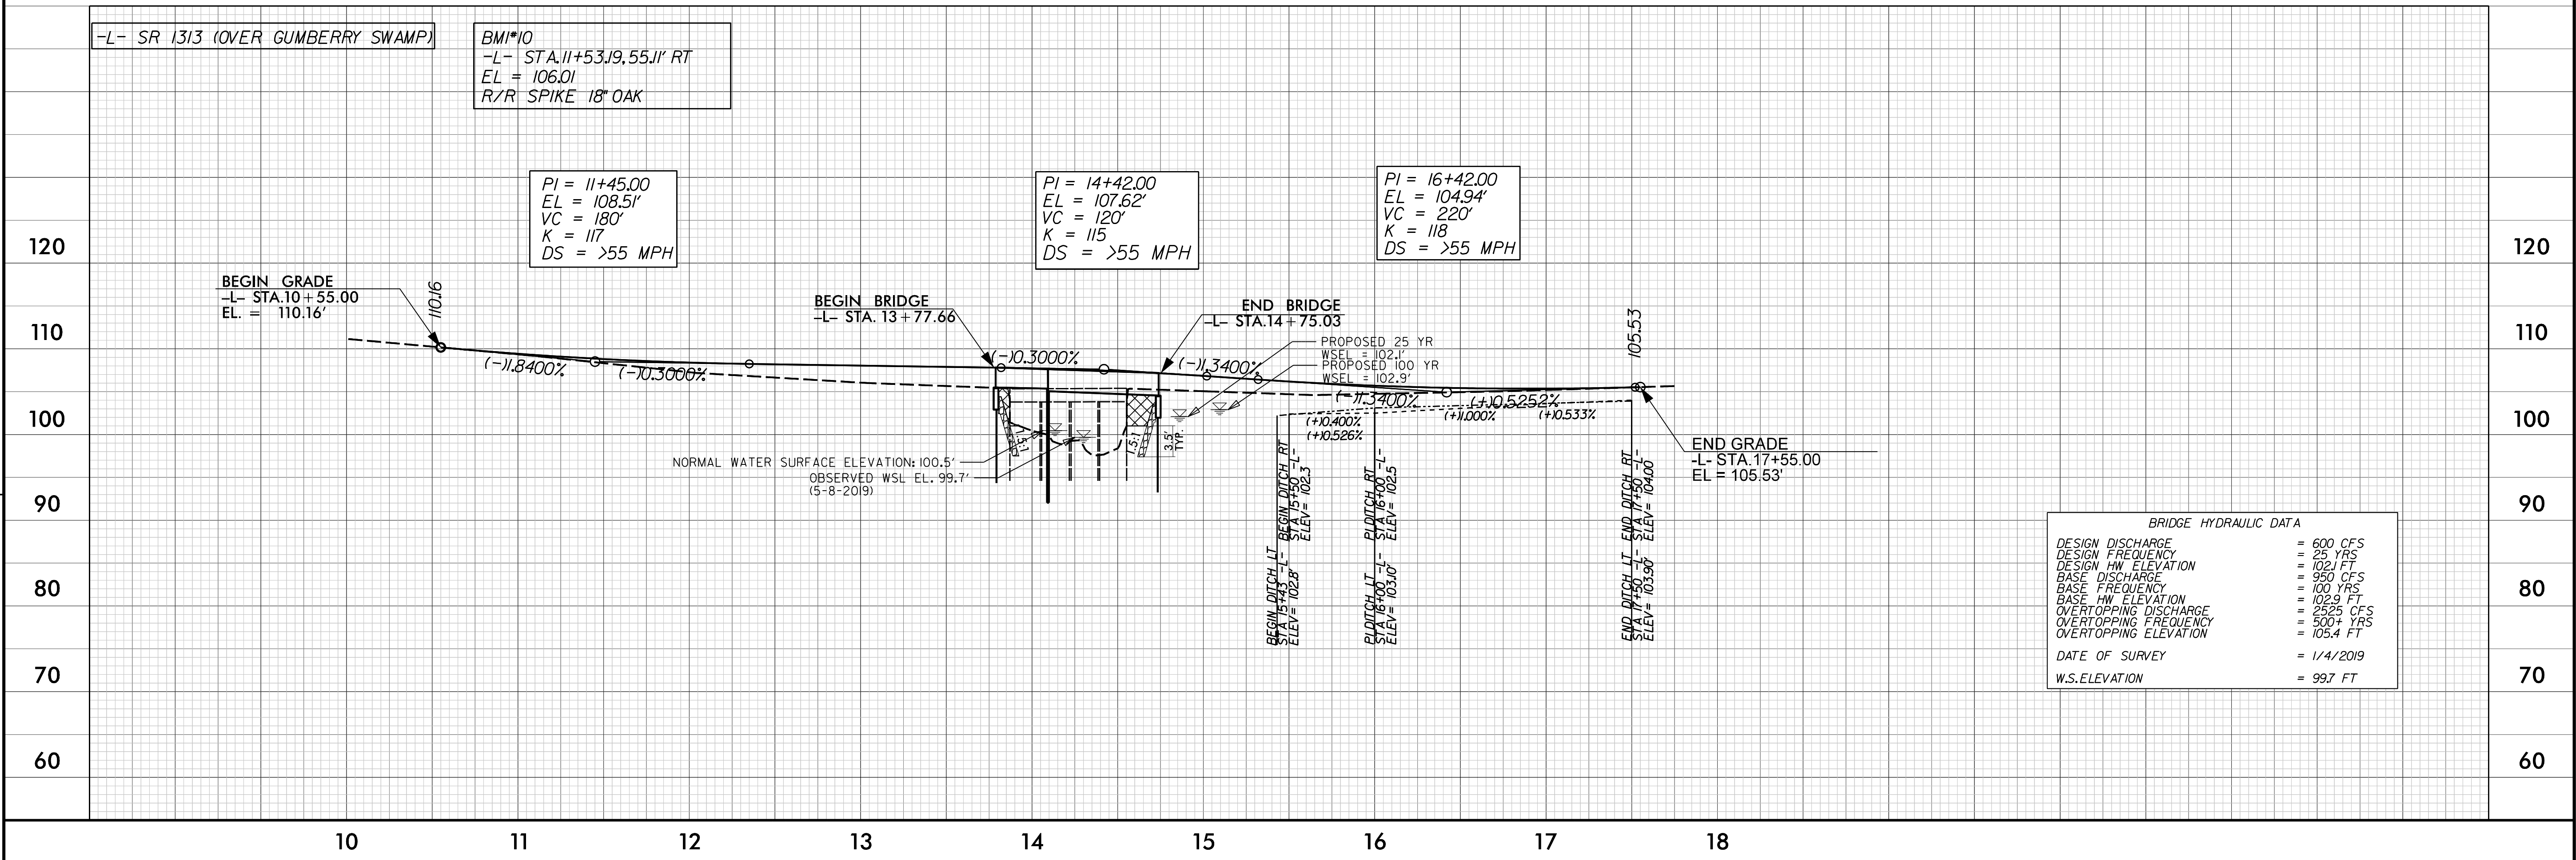 -L- SR 1313 (OVER GUMBERRY SWAMP)
BM#10
-L- STA.11+53.19, 55.11' RT
EL = 106.01
R/R SPIKE 18" OAK
PI = 11+45.00
EL = 108.51'
VC = 180'
K = 117
DS = >55 MPH
PI = 14+42.00
EL = 107.62'
VC = 120'
K = 115
DS = >55 MPH
PI = 16+42.00
EL = 104.94'
VC = 220'
K = 118
DS = >55 MPH
120
120
BEGIN GRADE
-L- STA.10+55.00
EL. = 110.16'
110.16
BEGIN BRIDGE
-L- STA. 13+77.66
END BRIDGE
-L- STA.14+75.03
105.53
110
110
PROPOSED 25 YR
WSEL = 102.1'
PROPOSED 100 YR
WSEL = 102.9'
(-)1.8400%
(-)0.3000%
(-)0.3000%
(-)1.3400%
(-)1.3400%
(+)0.5252%
(+)0.400%
(+)1.000%
(+)0.533%
(+)0.526%
100
100
1.5:1
1.5:1
3.5'
TYP.
NORMAL WATER SURFACE ELEVATION: 100.5'
OBSERVED WSL EL. 99.7'
(5-8-2019)
END GRADE
-L- STA.17+55.00
EL = 105.53'
90
90
BEGIN DITCH RT
STA 15+50 -L-
ELEV= 102.3
PI.DITCH RT
STA 16+00 -L-
ELEV= 102.5
END DITCH RT
STA 17+50 -L-
ELEV= 104.00
BEGIN DITCH LT
STA 15+43 -L-
ELEV= 102.8'
PI.DITCH LT
STA 16+00 -L-
ELEV= 103.10'
END DITCH LT
STA 17+50 -L-
ELEV= 103.90'
BRIDGE HYDRAULIC DATA
DESIGN DISCHARGE = 600 CFS
DESIGN FREQUENCY = 25 YRS
DESIGN HW ELEVATION = 102.1 FT
BASE DISCHARGE = 950 CFS
BASE FREQUENCY = 100 YRS
BASE HW ELEVATION = 102.9 FT
OVERTOPPING DISCHARGE = 2525 CFS
OVERTOPPING FREQUENCY = 500+ YRS
OVERTOPPING ELEVATION = 105.4 FT
DATE OF SURVEY = 1/4/2019
W.S.ELEVATION = 99.7 FT
80
80
70
70
60
60
10 11 12 13 14 15 16 17 18